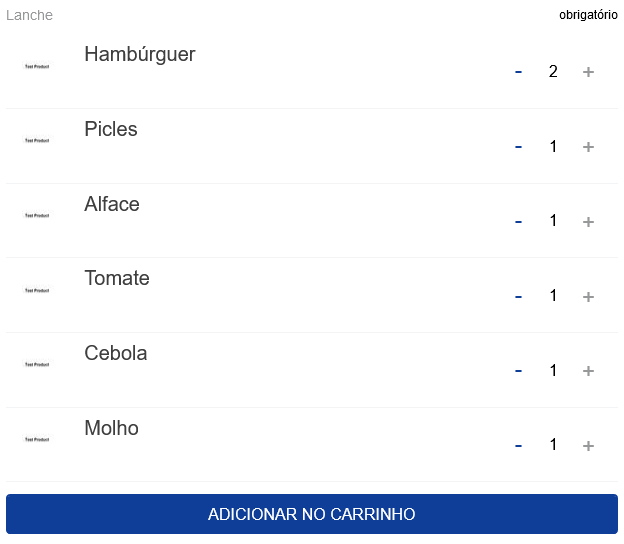 Lanche obrigatório
Hambúrguer
Test Product - 2 +
Picles
Test Product - 1 +
Alface
Test Product - 1 +
Tomate
Test Product - 1 +
Cebola
Test Product - 1 +
Molho
Test Product - 1 +
ADICIONAR NO CARRINHO